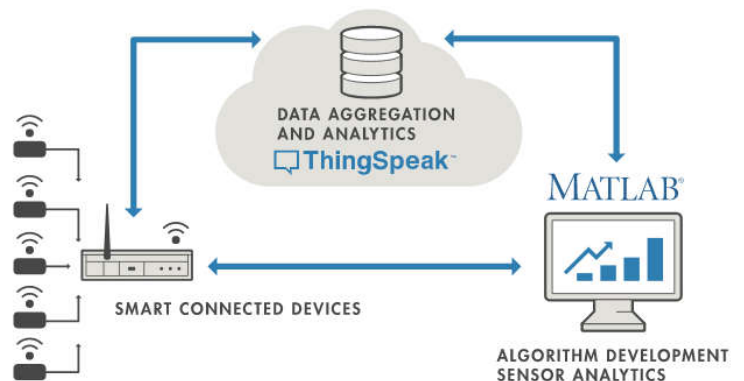 DATA AGGREGATION
AND ANALYTICS
ThingSpeak™
MATLAB®
SMART CONNECTED DEVICES
ALGORITHM DEVELOPMENT
SENSOR ANALYTICS